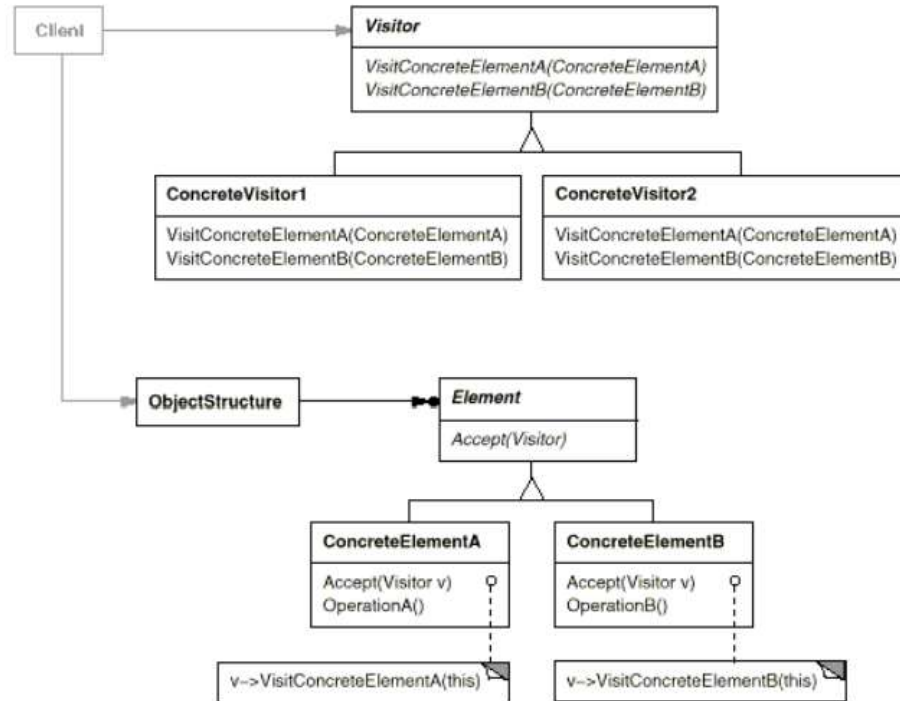 Client
Visitor
VisitConcreteElementA(ConcreteElementA)
VisitConcreteElementB(ConcreteElementB)
ConcreteVisitor1
VisitConcreteElementA(ConcreteElementA)
VisitConcreteElementB(ConcreteElementB)
ConcreteVisitor2
VisitConcreteElementA(ConcreteElementA)
VisitConcreteElementB(ConcreteElementB)
ObjectStructure
Element
Accept(Visitor)
ConcreteElementA
Accept(Visitor v)
OperationA()
ConcreteElementB
Accept(Visitor v)
OperationB()
v–>VisitConcreteElementA(this)
v–>VisitConcreteElementB(this)